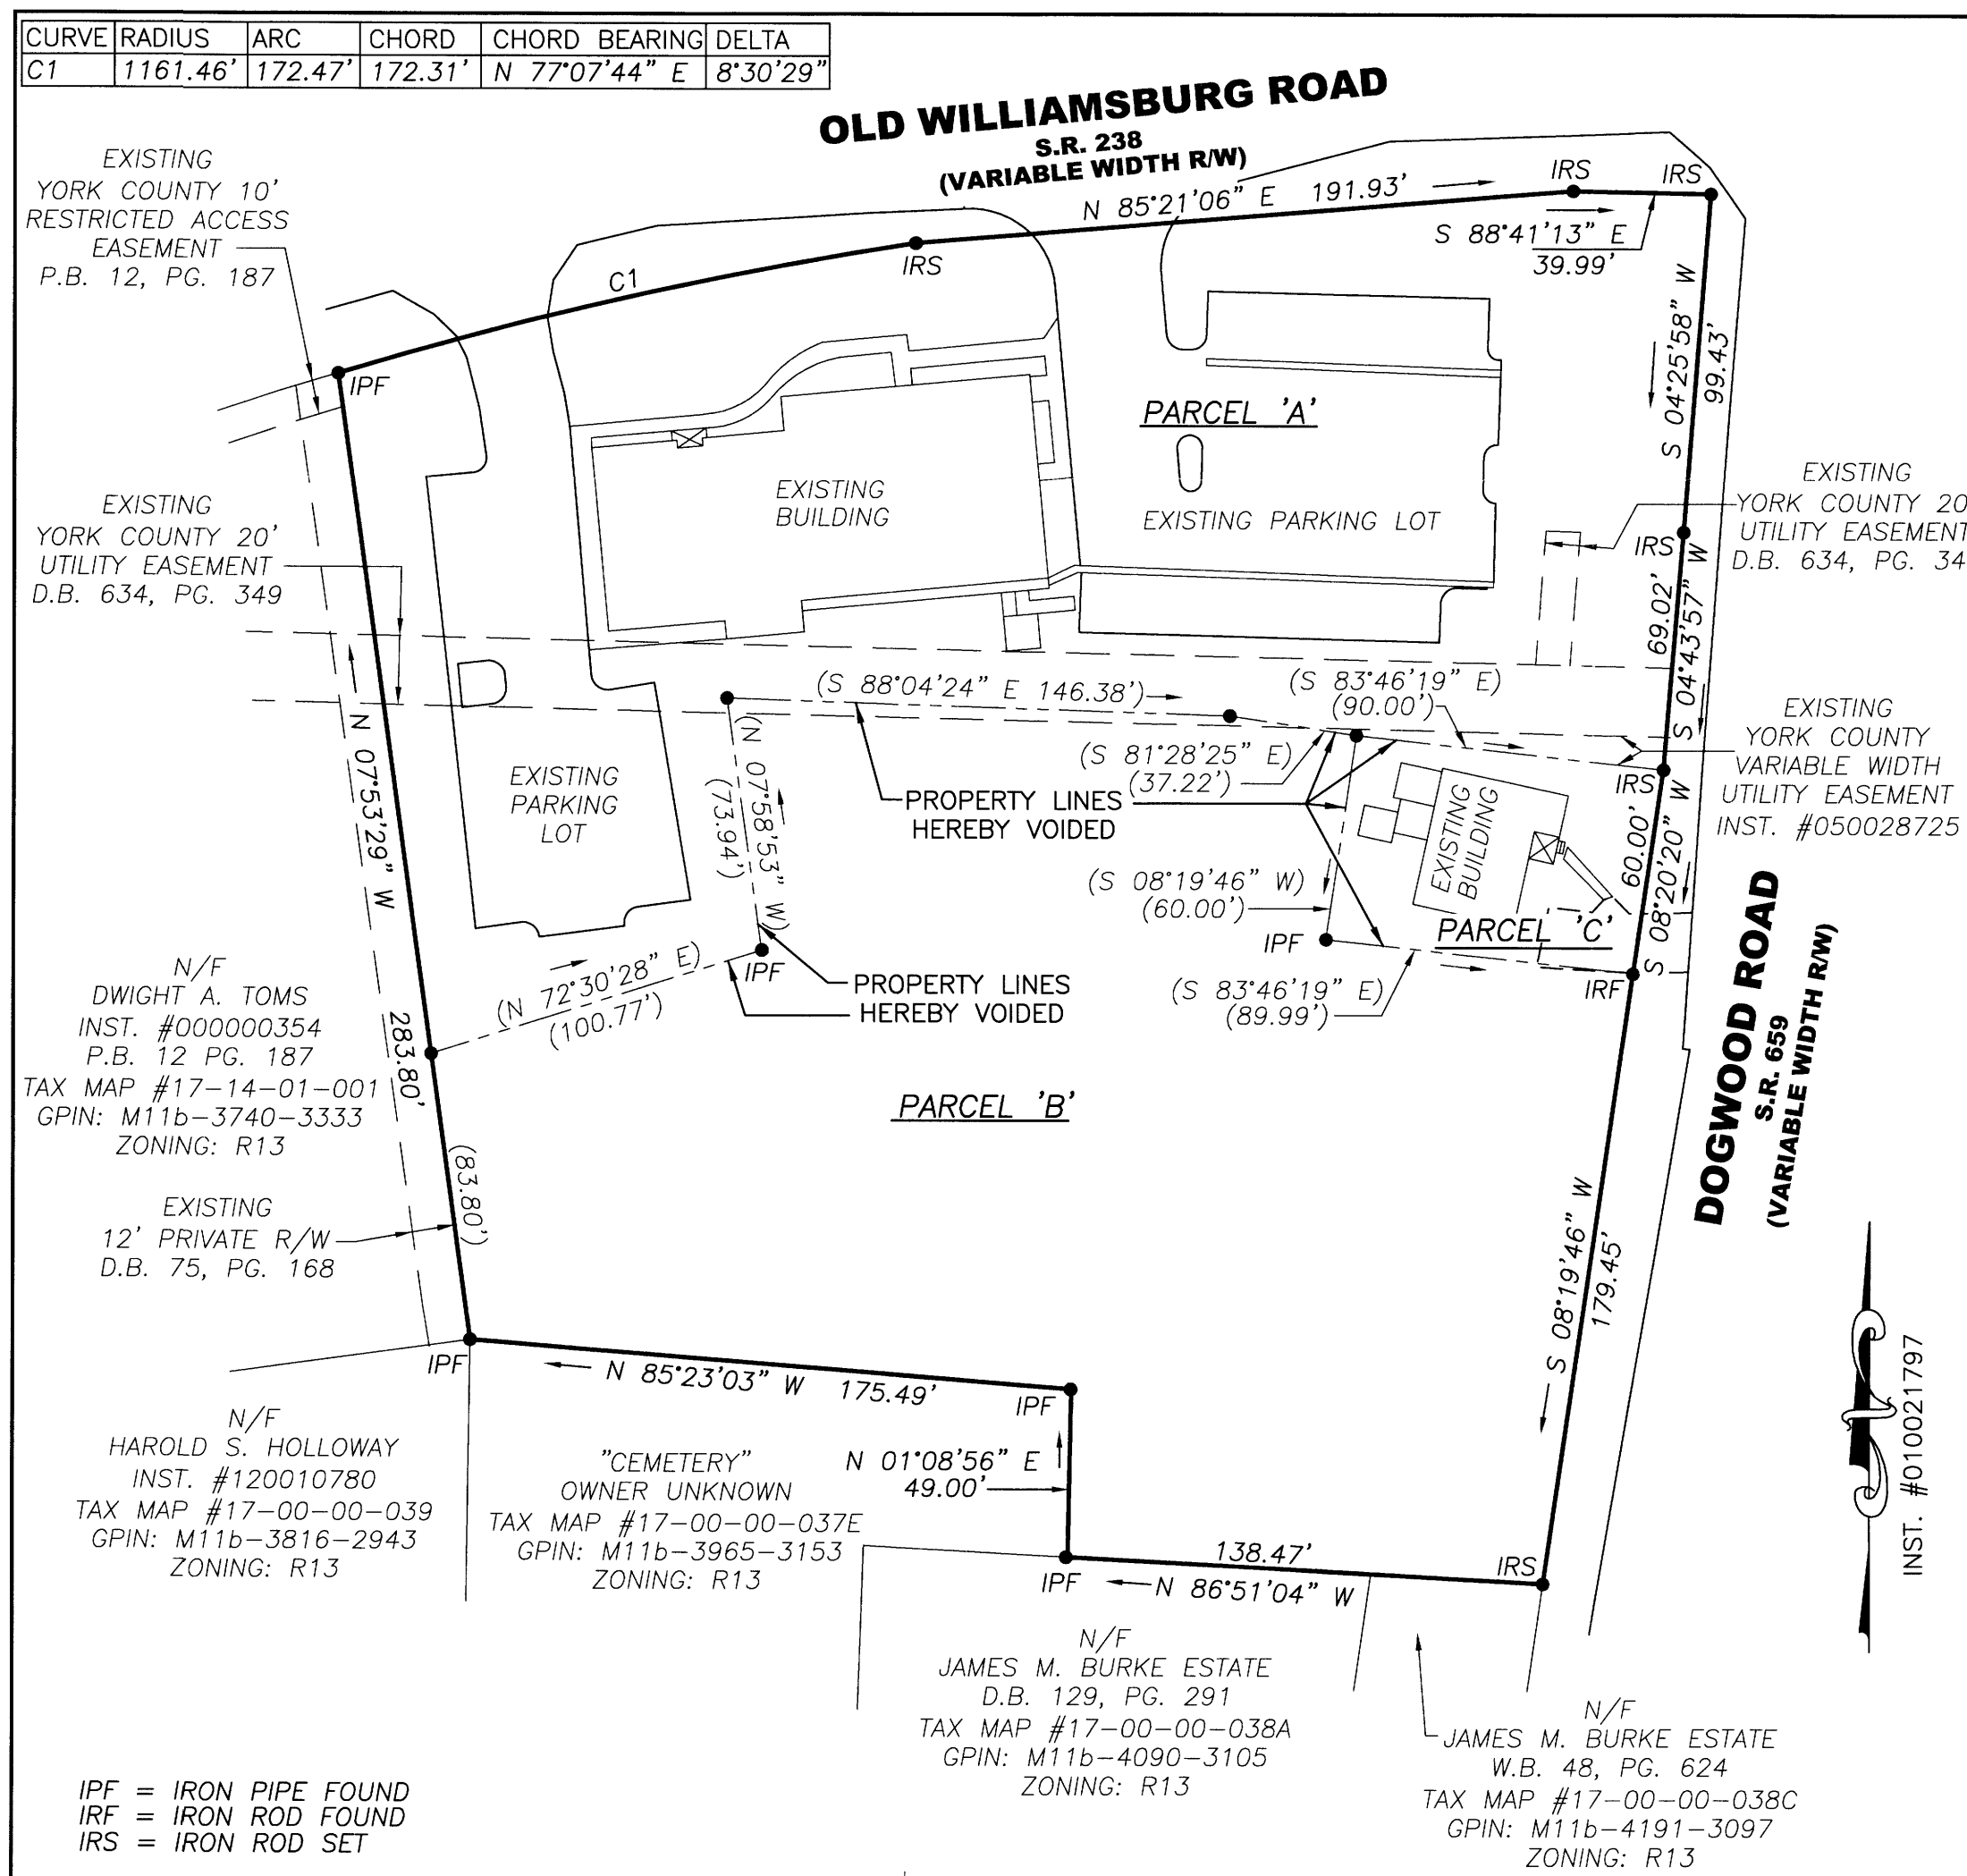 CURVE RADIUS ARC CHORD CHORD BEARING DELTA
C1 1161.46' 172.47' 172.31' N 77°07'44" E 8°30'29"
OLD WILLIAMSBURG ROAD
S.R. 238
(VARIABLE WIDTH R/W)
EXISTING
YORK COUNTY 10'
RESTRICTED ACCESS
EASEMENT
P.B. 12, PG. 187
N 85°21'06" E 191.93'
IRS
IRS
S 88°41'13" E
39.99'
IRS
C1
IPF
S 04°25'58" W
99.43'
PARCEL 'A'
EXISTING
BUILDING
EXISTING PARKING LOT
EXISTING
YORK COUNTY 20'
UTILITY EASEMENT
D.B. 634, PG. 349
EXISTING
YORK COUNTY 20
UTILITY EASEMENT
D.B. 634, PG. 34
IRS
69.02'
S 04°43'57" W
(S 88°04'24" E 146.38')
(S 83°46'19" E)
(90.00')
(S 81°28'25" E)
(37.22')
EXISTING
YORK COUNTY
VARIABLE WIDTH
UTILITY EASEMENT
INST. #050028725
IRS
N 07°53'29" W
283.80'
EXISTING
PARKING
LOT
(N 07°58'53" W)
(73.94')
PROPERTY LINES
HEREBY VOIDED
EXISTING
BUILDING
60.00'
S 08°20'20" W
(S 08°19'46" W)
(60.00')
IPF
PARCEL 'C'
IPF
(N 72°30'28" E)
(100.77')
PROPERTY LINES
HEREBY VOIDED
(S 83°46'19" E)
(89.99')
IRF
DOGWOOD ROAD
S.R. 659
(VARIABLE WIDTH R/W)
N/F
DWIGHT A. TOMS
INST. #000000354
P.B. 12 PG. 187
TAX MAP #17-14-01-001
GPIN: M11b-3740-3333
ZONING: R13
PARCEL 'B'
(83.80')
EXISTING
12' PRIVATE R/W
D.B. 75, PG. 168
S 08°19'46" W
179.45'
IPF
N 85°23'03" W 175.49'
IPF
N/F
HAROLD S. HOLLOWAY
INST. #120010780
TAX MAP #17-00-00-039
GPIN: M11b-3816-2943
ZONING: R13
"CEMETERY"
OWNER UNKNOWN
TAX MAP #17-00-00-037E
GPIN: M11b-3965-3153
ZONING: R13
N 01°08'56" E
49.00'
INST. #010021797
138.47'
IRS
IPF
N 86°51'04" W
N/F
JAMES M. BURKE ESTATE
D.B. 129, PG. 291
TAX MAP #17-00-00-038A
GPIN: M11b-4090-3105
ZONING: R13
N/F
JAMES M. BURKE ESTATE
W.B. 48, PG. 624
TAX MAP #17-00-00-038C
GPIN: M11b-4191-3097
ZONING: R13
IPF = IRON PIPE FOUND
IRF = IRON ROD FOUND
IRS = IRON ROD SET